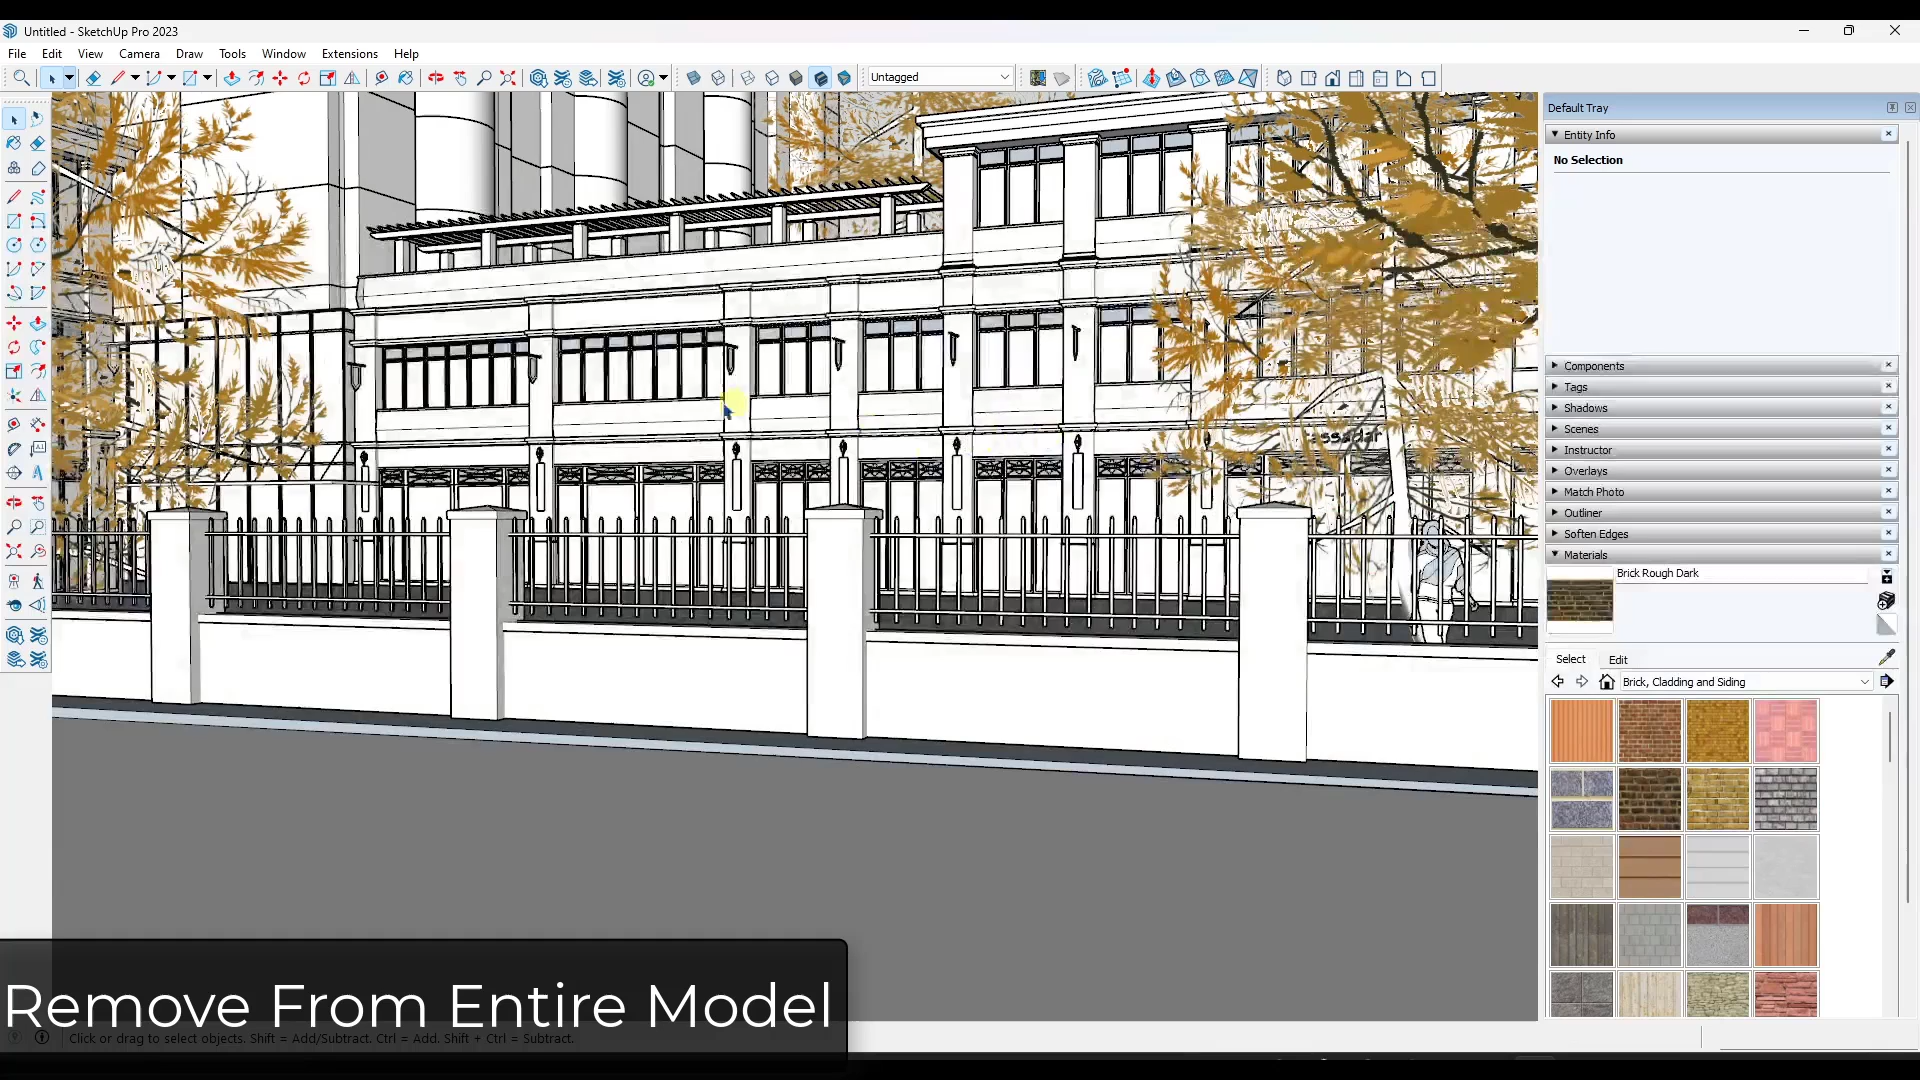 Untitled - SketchUp Pro 2023
File Edit View Camera Draw Tools Window Extensions Help
Untagged
Default Tray
Entity Info
No Selection
Components
Tags
Shadows
Scenes
Instructor
Overlays
Match Photo
Outliner
Soften Edges
Materials
Brick Rough Dark
Select Edit
Brick, Cladding and Siding
Remove From Entire Model
Click or drag to select objects. Shift = Add/Subtract. Ctrl = Add. Shift + Ctrl = Subtract.